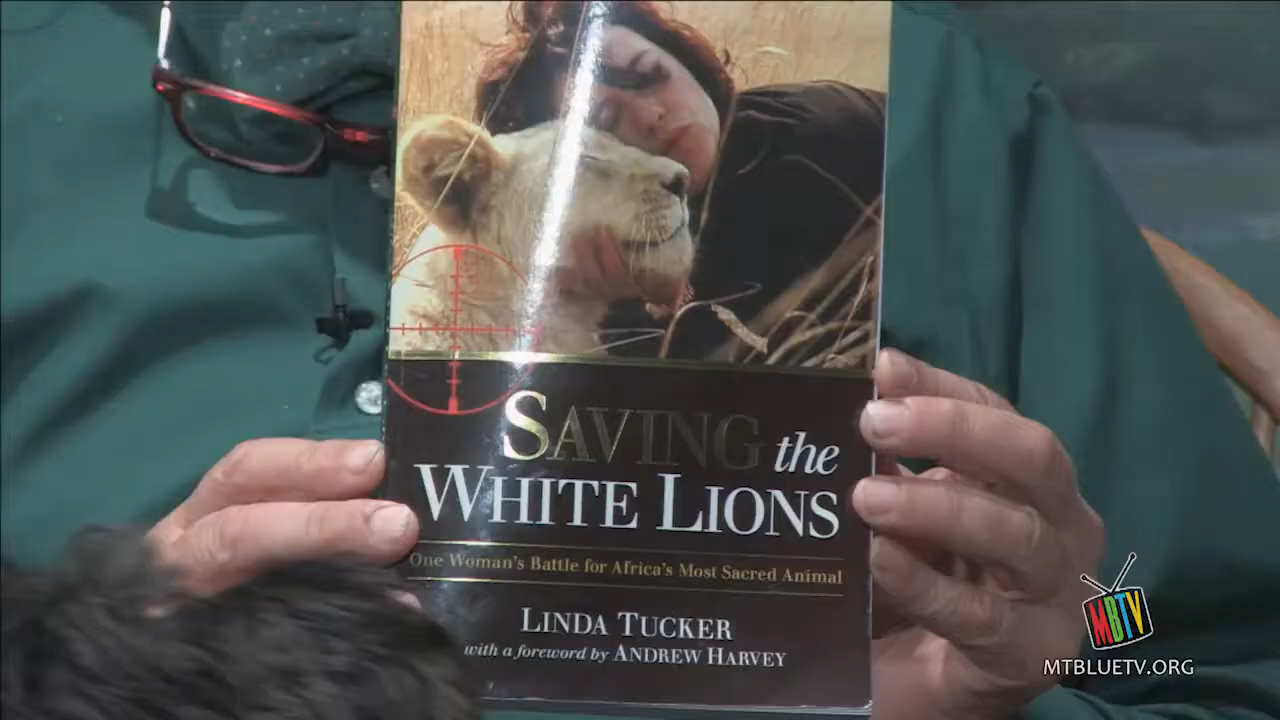 SAVING the
WHITE LIONS
One Woman's Battle for Africa's Most Sacred Animal
LINDA TUCKER
with a foreword by ANDREW HARVEY
MBTV
MTBLUETV.ORG